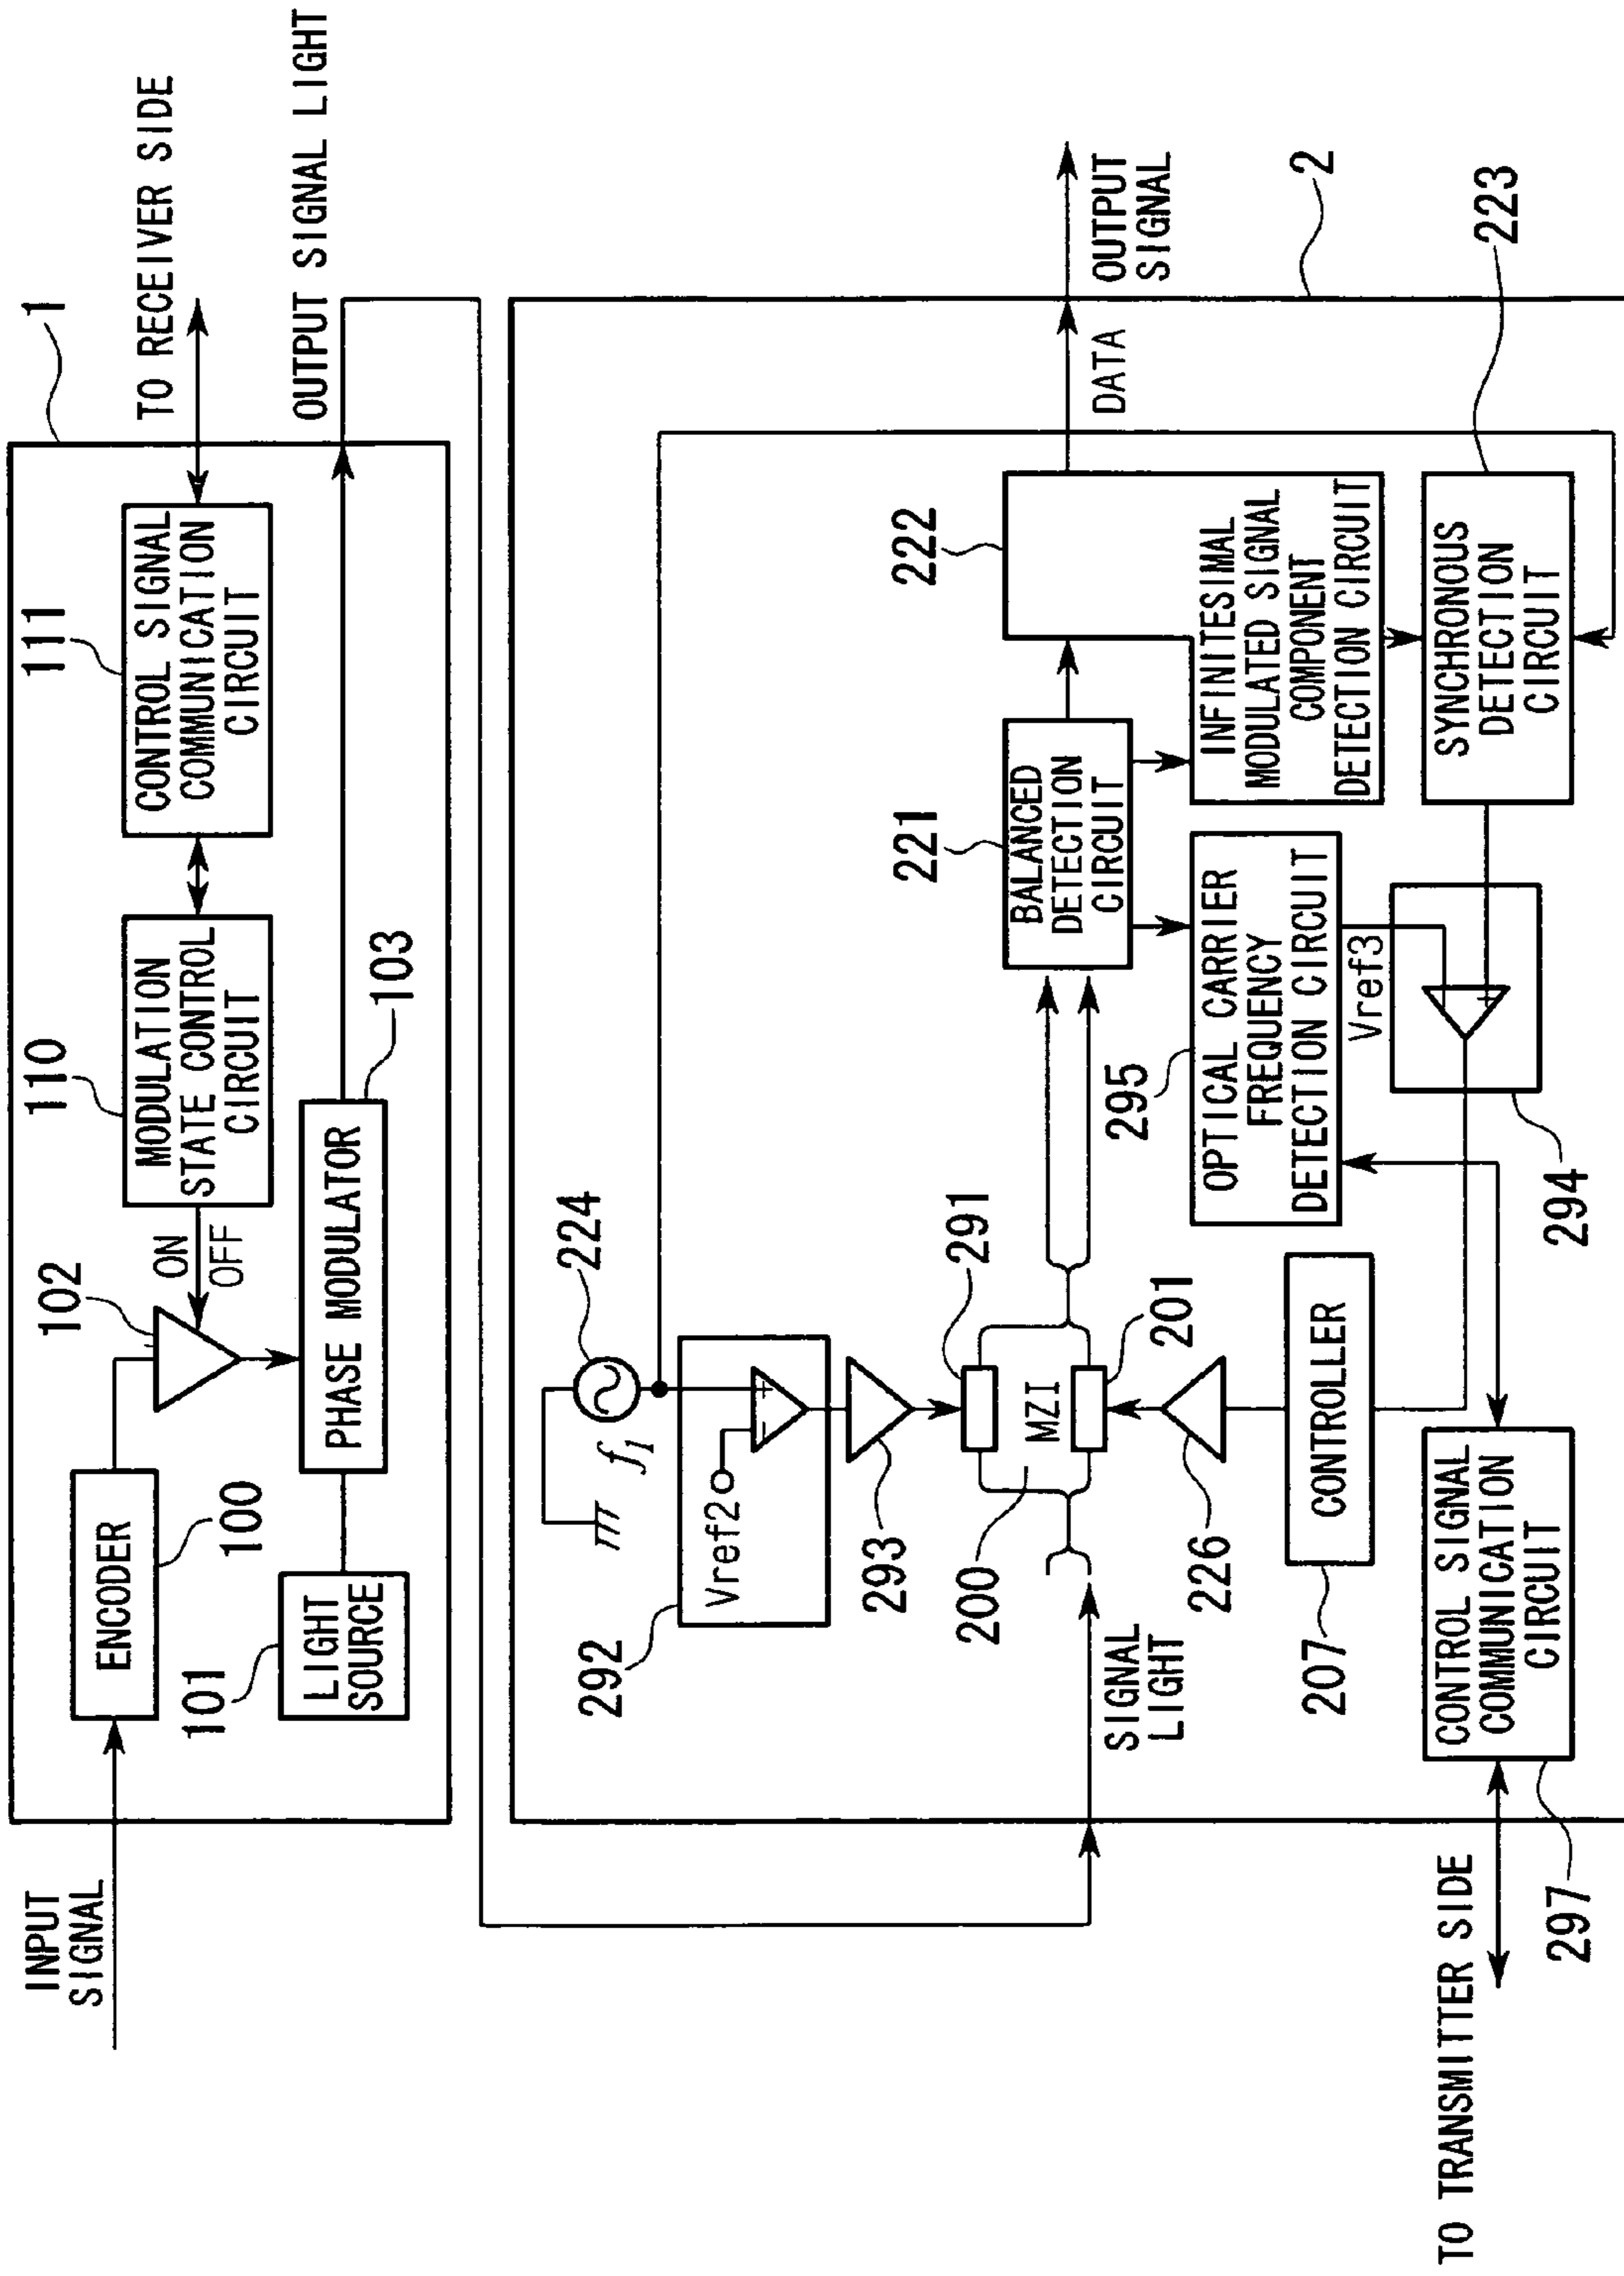 INPUT
SIGNAL
1
ENCODER
100
102
ON
OFF
110
MODULATION
STATE CONTROL
CIRCUIT
111
CONTROL SIGNAL
COMMUNICATION
CIRCUIT
TO RECEIVER SIDE
101
LIGHT
SOURCE
PHASE MODULATOR
103
OUTPUT SIGNAL LIGHT
2
224
f1
292
Vref2
+
−
293
291
200
MZI
201
SIGNAL
LIGHT
226
221
BALANCED
DETECTION
CIRCUIT
222
DATA
OUTPUT
SIGNAL
INFINITESIMAL
MODULATED SIGNAL
COMPONENT
DETECTION CIRCUIT
295
OPTICAL CARRIER
FREQUENCY
DETECTION CIRCUIT
207
CONTROLLER
Vref3
−
+
294
SYNCHRONOUS
DETECTION
CIRCUIT
223
CONTROL SIGNAL
COMMUNICATION
CIRCUIT
297
TO TRANSMITTER SIDE